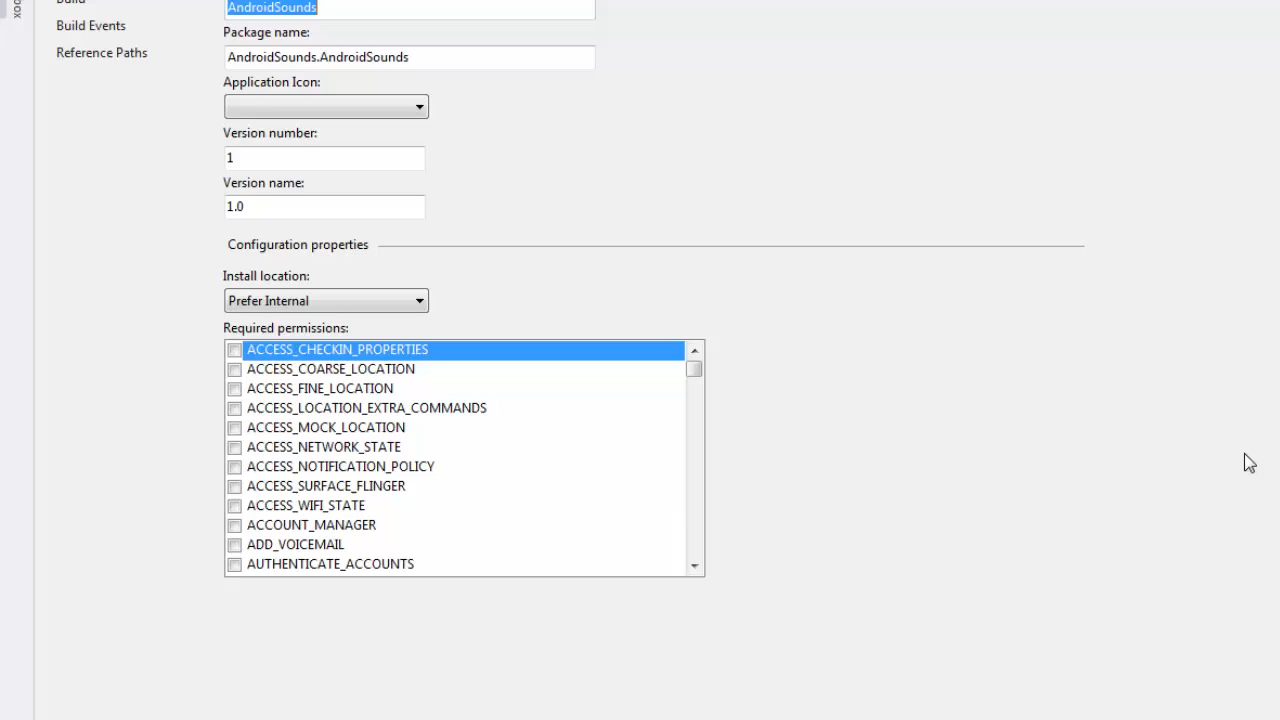 Build
AndroidSounds
Build Events
Package name:
Reference Paths
AndroidSounds.AndroidSounds
Application Icon:
Version number:
1
Version name:
1.0
Configuration properties
Install location:
Prefer Internal
Required permissions:
ACCESS_CHECKIN_PROPERTIES
ACCESS_COARSE_LOCATION
ACCESS_FINE_LOCATION
ACCESS_LOCATION_EXTRA_COMMANDS
ACCESS_MOCK_LOCATION
ACCESS_NETWORK_STATE
ACCESS_NOTIFICATION_POLICY
ACCESS_SURFACE_FLINGER
ACCESS_WIFI_STATE
ACCOUNT_MANAGER
ADD_VOICEMAIL
AUTHENTICATE_ACCOUNTS